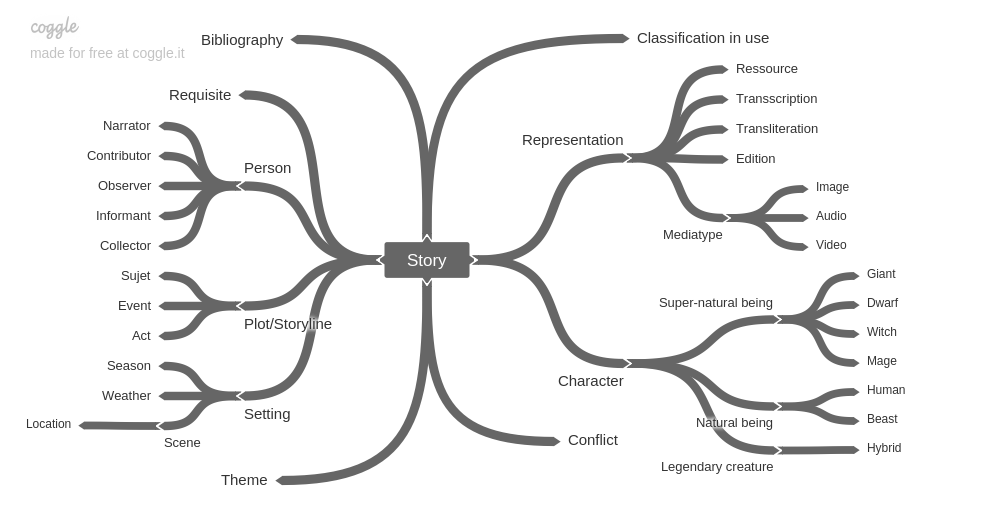 coggle
made for free at coggle.it
Bibliography
Requisite
Person
Narrator
Contributor
Observer
Informant
Collector
Plot/Storyline
Sujet
Event
Act
Setting
Season
Weather
Scene
Location
Theme
Story
Classification in use
Representation
Ressource
Transscription
Transliteration
Edition
Mediatype
Image
Audio
Video
Character
Super-natural being
Giant
Dwarf
Witch
Mage
Natural being
Human
Beast
Legendary creature
Hybrid
Conflict